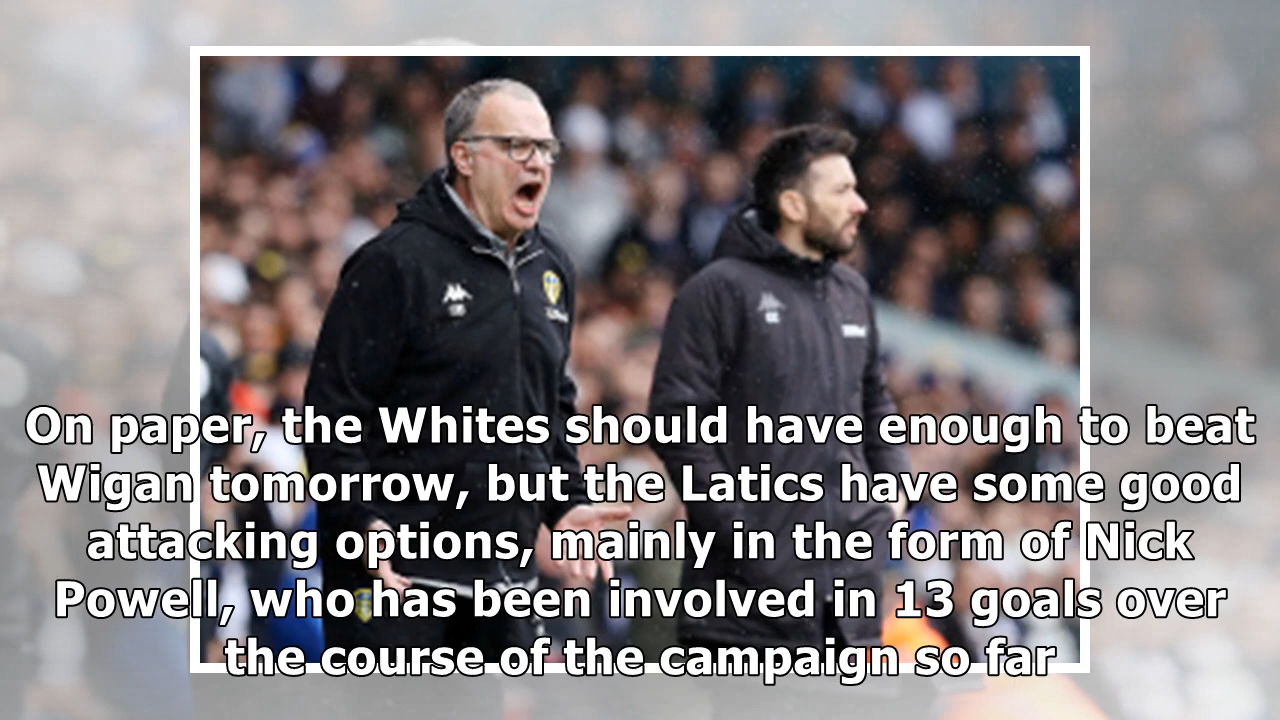 On paper, the Whites should have enough to beat
Wigan tomorrow, but the Latics have some good
attacking options, mainly in the form of Nick
Powell, who has been involved in 13 goals over
the course of the campaign so far